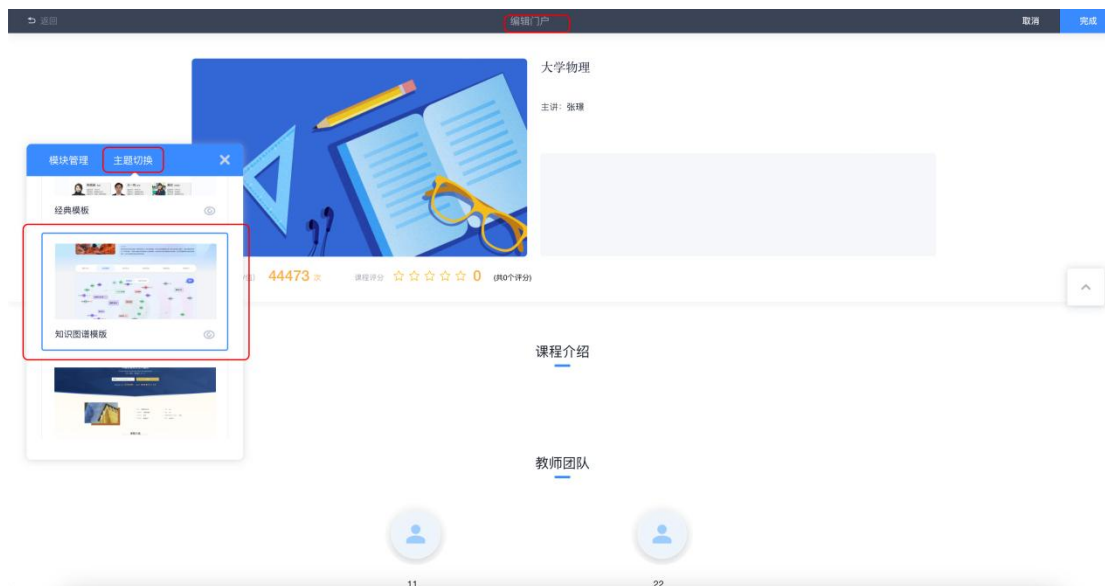 返回
编辑门户
取消
完成
大学物理
主讲：张璟
模块管理
主题切换
经典模板
知识图谱模版
44473 次
课程评分
0
(共0个评分)
课程介绍
教师团队
11
22